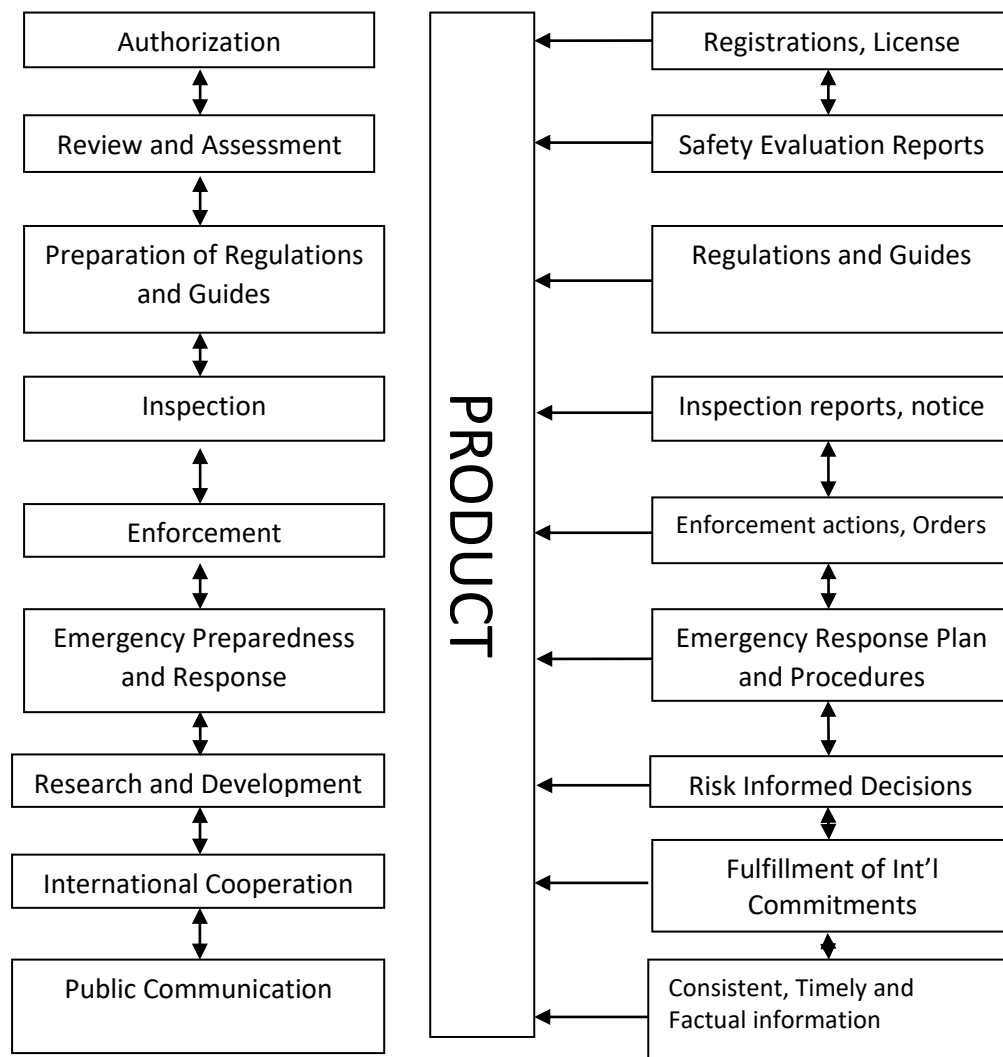 Authorization
Review and Assessment
Preparation of Regulations
and Guides
Inspection
Enforcement
Emergency Preparedness
and Response
Research and Development
International Cooperation
Public Communication
PRODUCT
Registrations, License
Safety Evaluation Reports
Regulations and Guides
Inspection reports, notice
Enforcement actions, Orders
Emergency Response Plan
and Procedures
Risk Informed Decisions
Fulfillment of Int’l
Commitments
Consistent, Timely and
Factual information